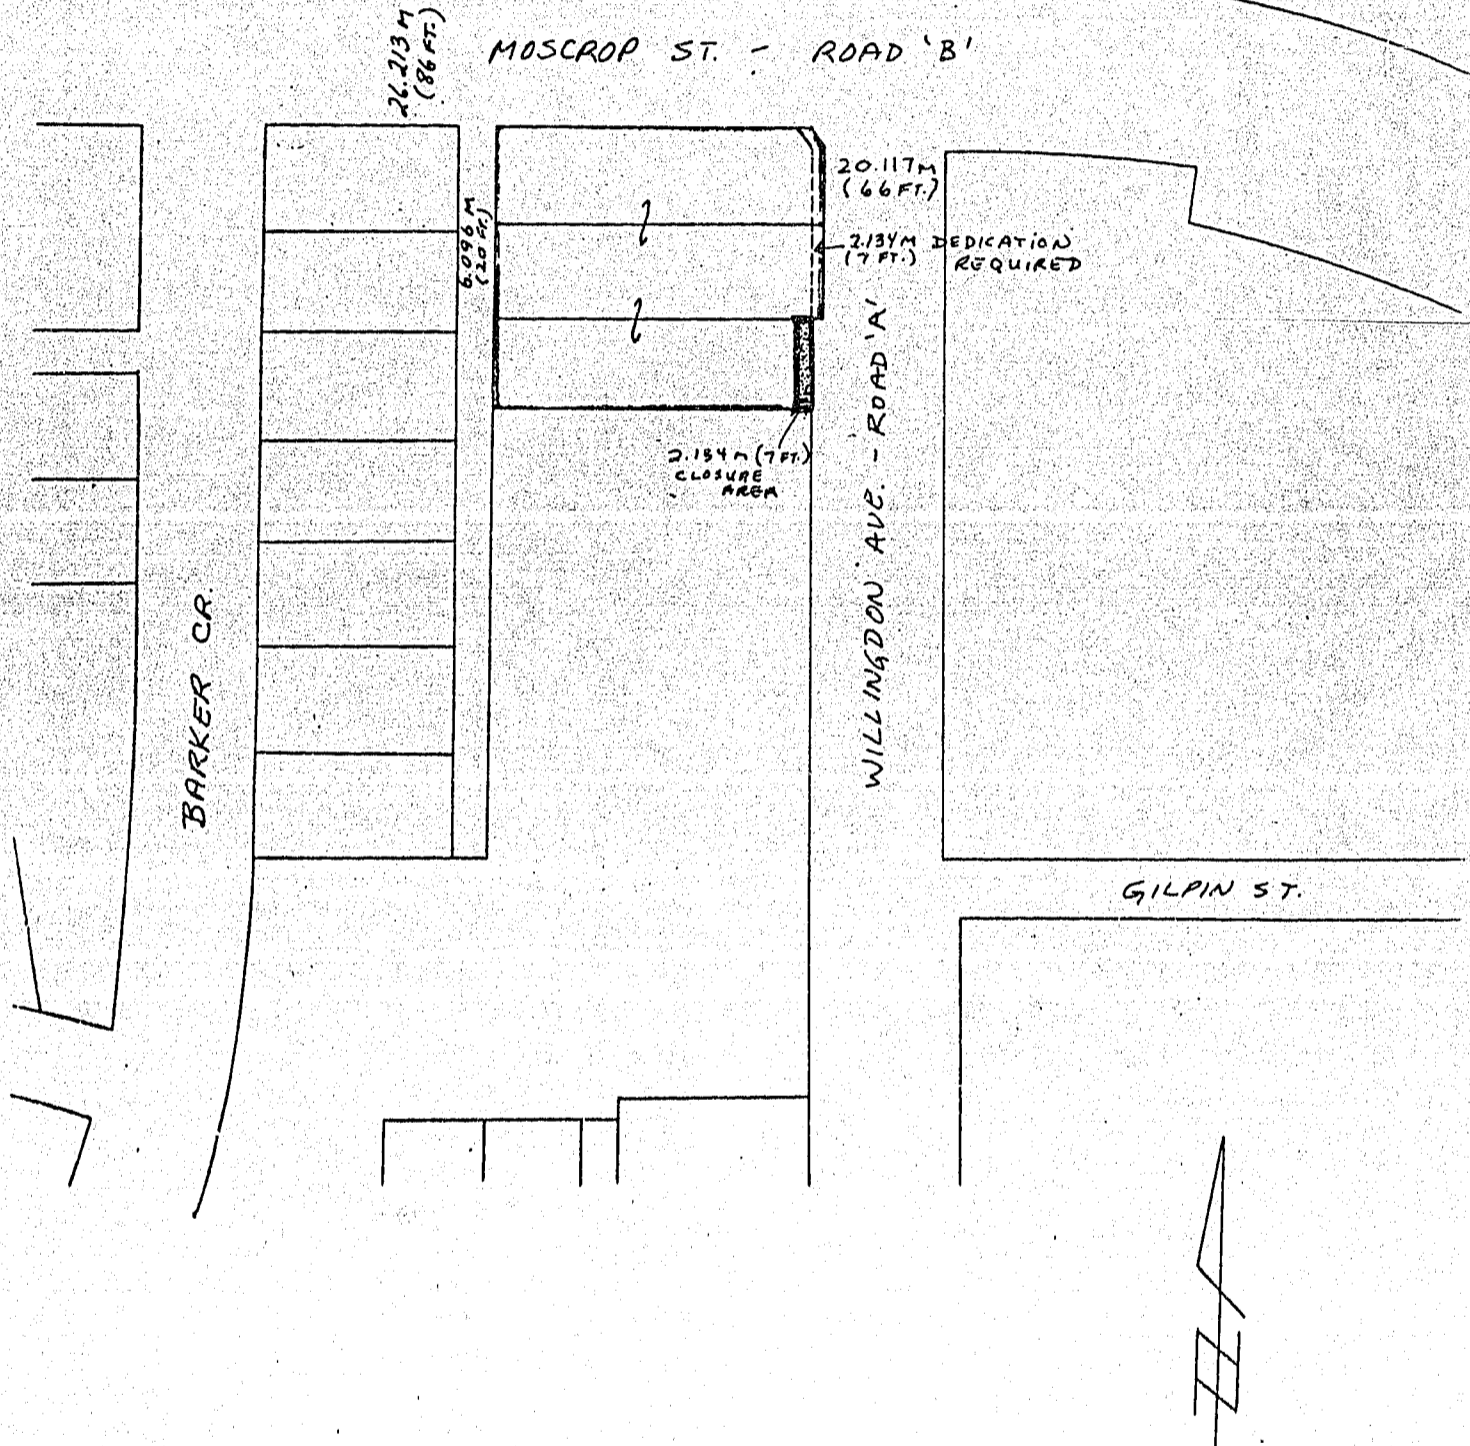 26.213 M
(86 FT.)
MOSCROP ST. - ROAD 'B'
20.117 M
(66 FT.)
6.096 M
(20 FT.)
2.134 M DEDICATION
(7 FT.) REQUIRED
2.134 M (7 FT.)
CLOSURE
AREA
WILLINGDON AVE. - ROAD 'A'
BARKER CR.
GILPIN ST.